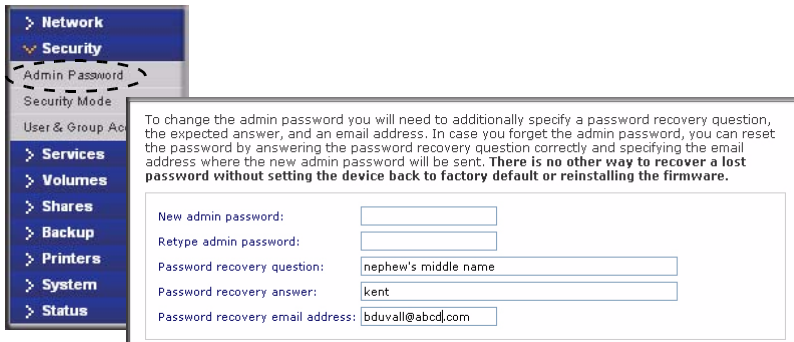 Network
Security
Admin Password
Security Mode
User & Group Ac
Services
Volumes
Shares
Backup
Printers
System
Status
To change the admin password you will need to additionally specify a password recovery question,
the expected answer, and an email address. In case you forget the admin password, you can reset
the password by answering the password recovery question correctly and specifying the email
address where the new admin password will be sent. There is no other way to recover a lost
password without setting the device back to factory default or reinstalling the firmware.
New admin password:
Retype admin password:
Password recovery question: nephew's middle name
Password recovery answer: kent
Password recovery email address: bduvall@abcd.com